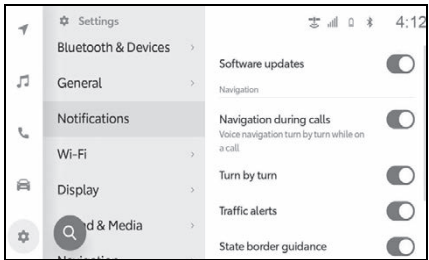 Settings
4:12
Bluetooth & Devices
General
Notifications
Wi-Fi
Display
d & Media
Software updates
Navigation
Navigation during calls
Voice navigation turn by turn while on
a call
Turn by turn
Traffic alerts
State border guidance